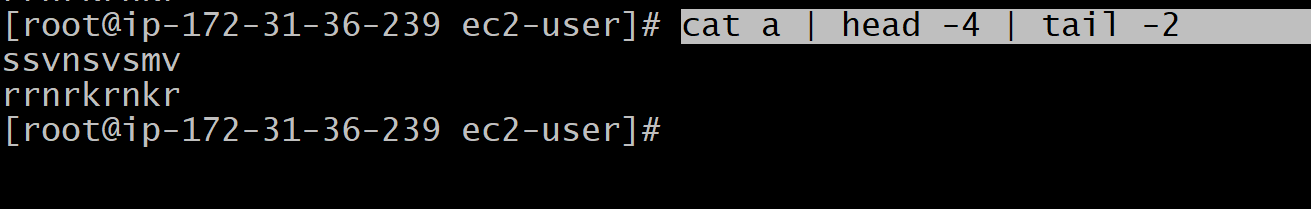 [root@ip-172-31-36-239 ec2-user]# cat a | head -4 | tail -2
ssvnsvsmv
rrnrkrnkr
[root@ip-172-31-36-239 ec2-user]#